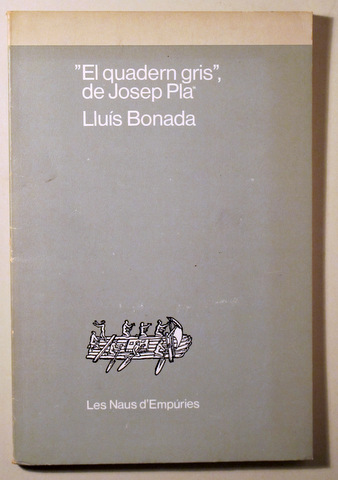 "El quadern gris",
de Josep Pla*
Lluís Bonada
Les Naus d'Empúries